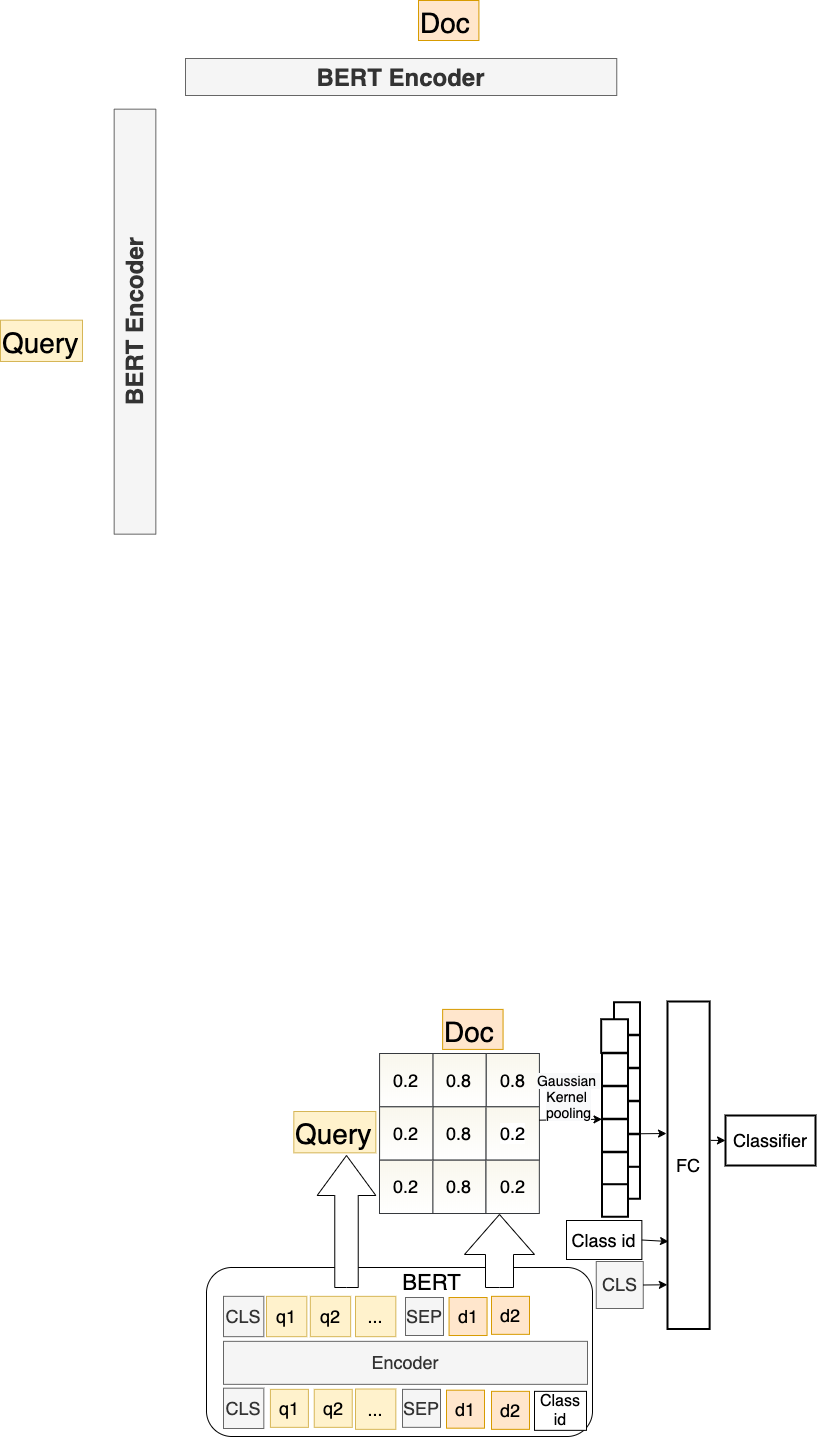 Doc
BERT Encoder
BERT Encoder
Query
Doc
Query
0.2 0.8 0.8
0.2 0.8 0.2
0.2 0.8 0.2
Gaussian
Kernel
pooling
FC
Classifier
Class id
CLS
BERT
CLS q1 q2 ... SEP d1 d2
Encoder
CLS q1 q2 ... SEP d1 d2 Class
id